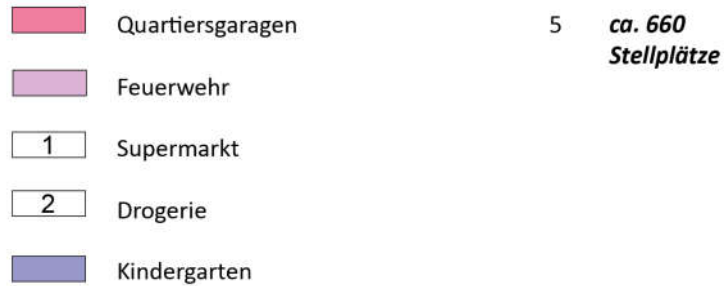 Quartiersgaragen 5 ca. 660
Stellplätze
Feuerwehr
1 Supermarkt
2 Drogerie
Kindergarten